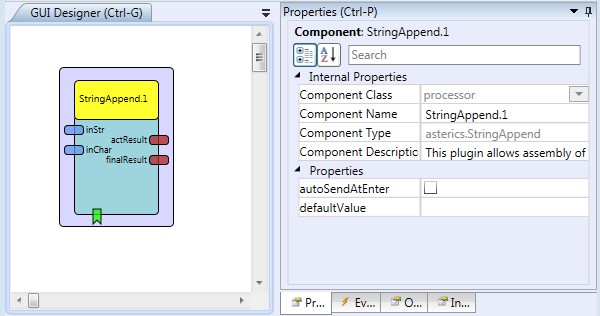 GUI Designer (Ctrl-G)
StringAppend.1
inStr
actResult
inChar
finalResult
Properties (Ctrl-P)
Component: StringAppend.1
Search
Internal Properties
Component Class processor
Component Name StringAppend.1
Component Type asterics.StringAppend
Component Descriptic This plugin allows assembly of
Properties
autoSendAtEnter
defaultValue
Pr... Ev... O... In...